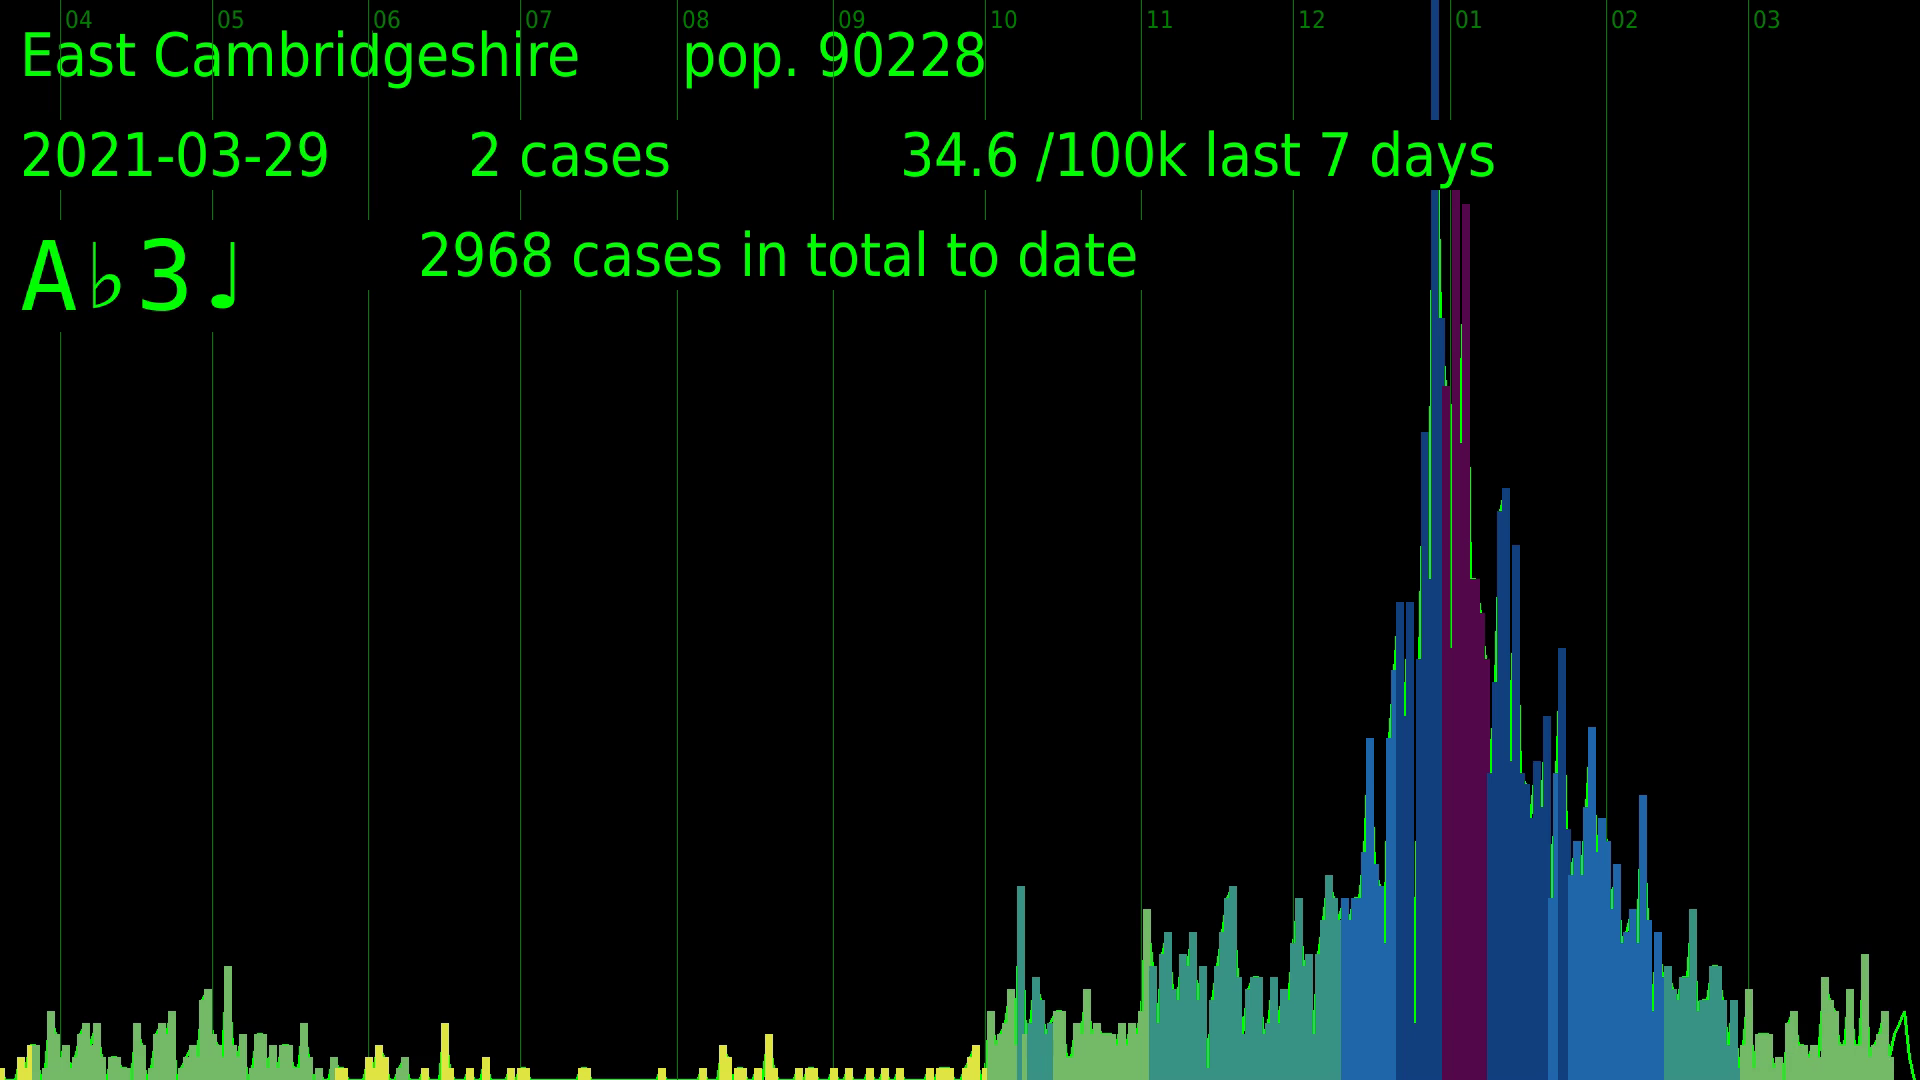 04 05 06 07 08 09 10 11 12 01 02 03
East Cambridgeshire pop. 90228
2021-03-29 2 cases 34.6 /100k last 7 days
A♭3♩ 2968 cases in total to date